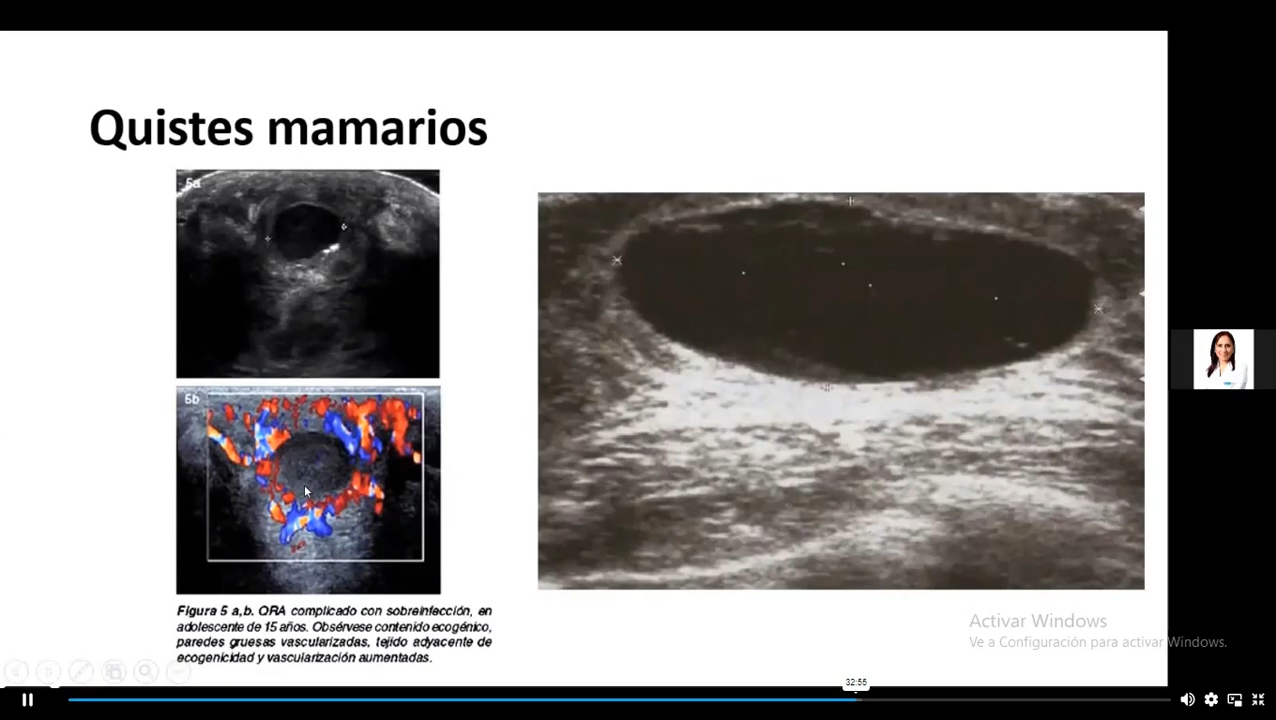 Quistes mamarios
5a
5b
Figura 5 a,b. QRA complicado con sobreinfección, en
adolescente de 15 años. Obsérvese contenido ecogénico,
paredes gruesas vascularizadas, tejido adyacente de
ecogenicidad y vascularización aumentadas.
Activar Windows
Ve a Configuración para activar Windows.
32:55